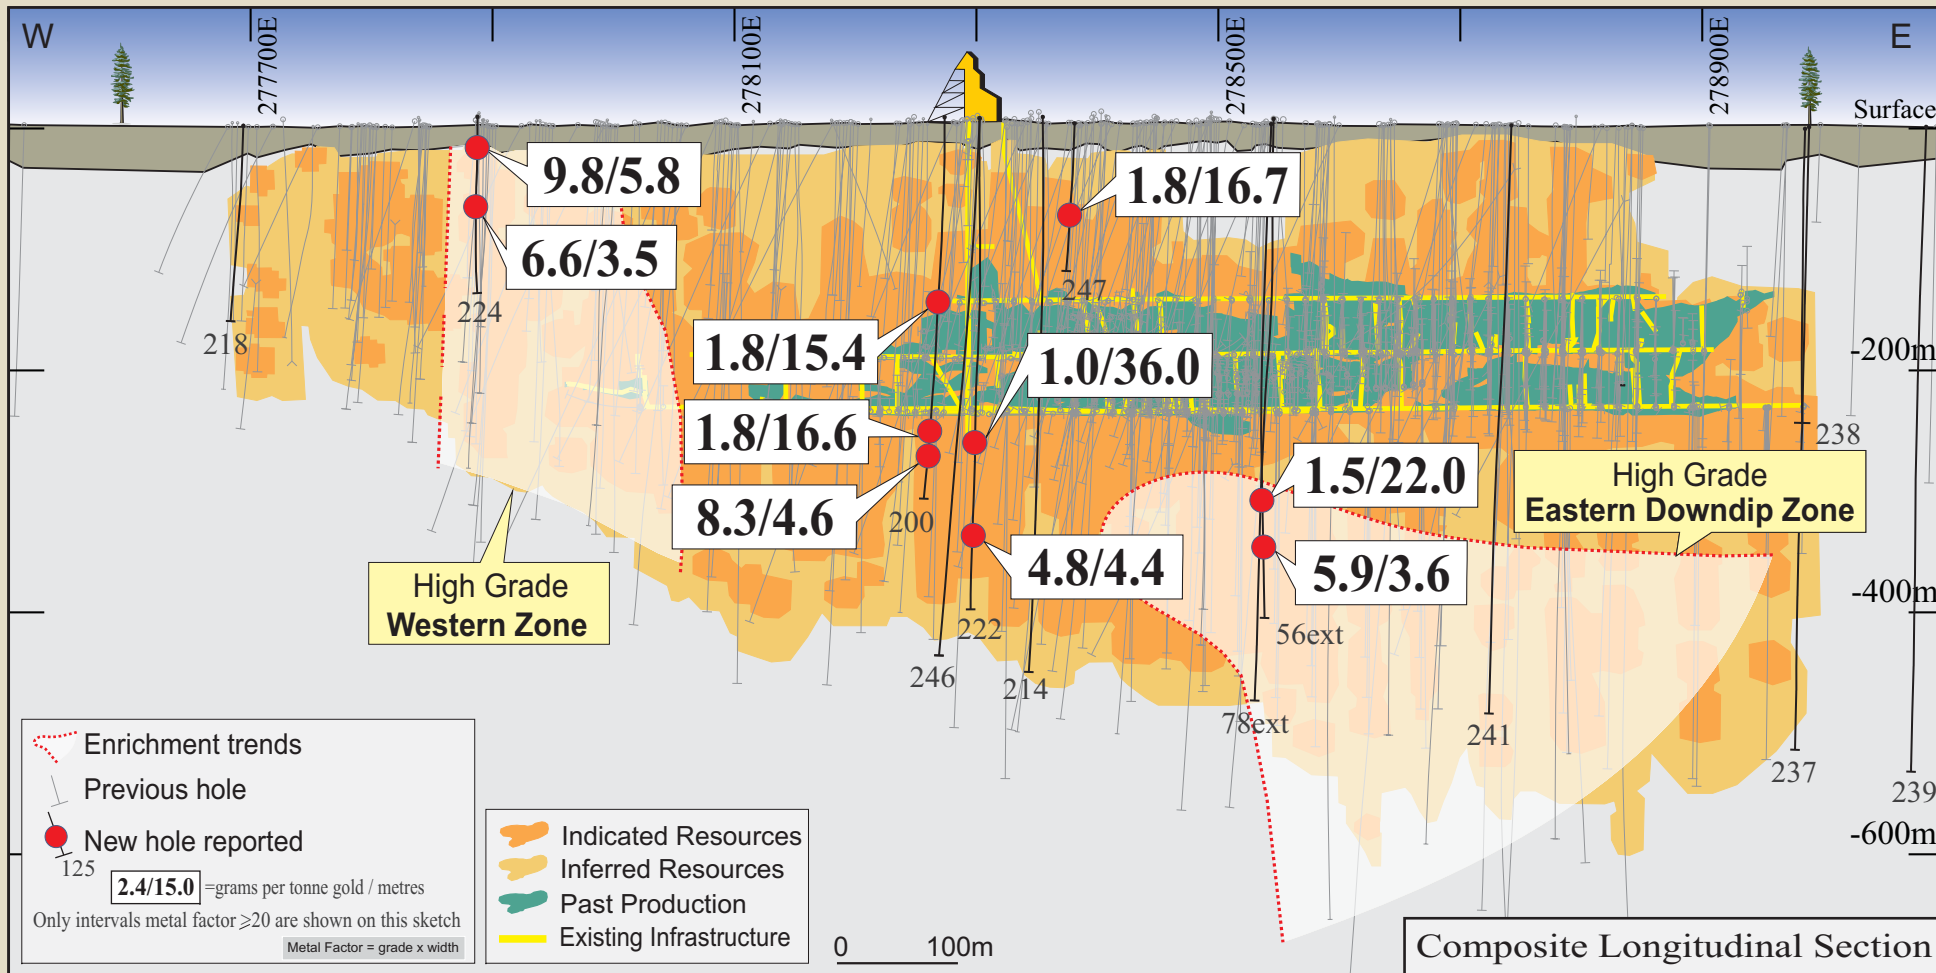 W
277700E
278100E
278500E
278900E
E
Surface
9.8/5.8
1.8/16.7
6.6/3.5
247
224
218
1.8/15.4
1.0/36.0
-200m
1.8/16.6
238
1.5/22.0
High Grade
Eastern Downdip Zone
8.3/4.6
200
4.8/4.4
5.9/3.6
High Grade
Western Zone
-400m
222
56ext
246
214
78ext
241
237
239
-600m
Enrichment trends
Previous hole
New hole reported
125
2.4/15.0 =grams per tonne gold / metres
Only intervals metal factor ≥20 are shown on this sketch
Metal Factor = grade x width
Indicated Resources
Inferred Resources
Past Production
Existing Infrastructure
0 100m
Composite Longitudinal Section